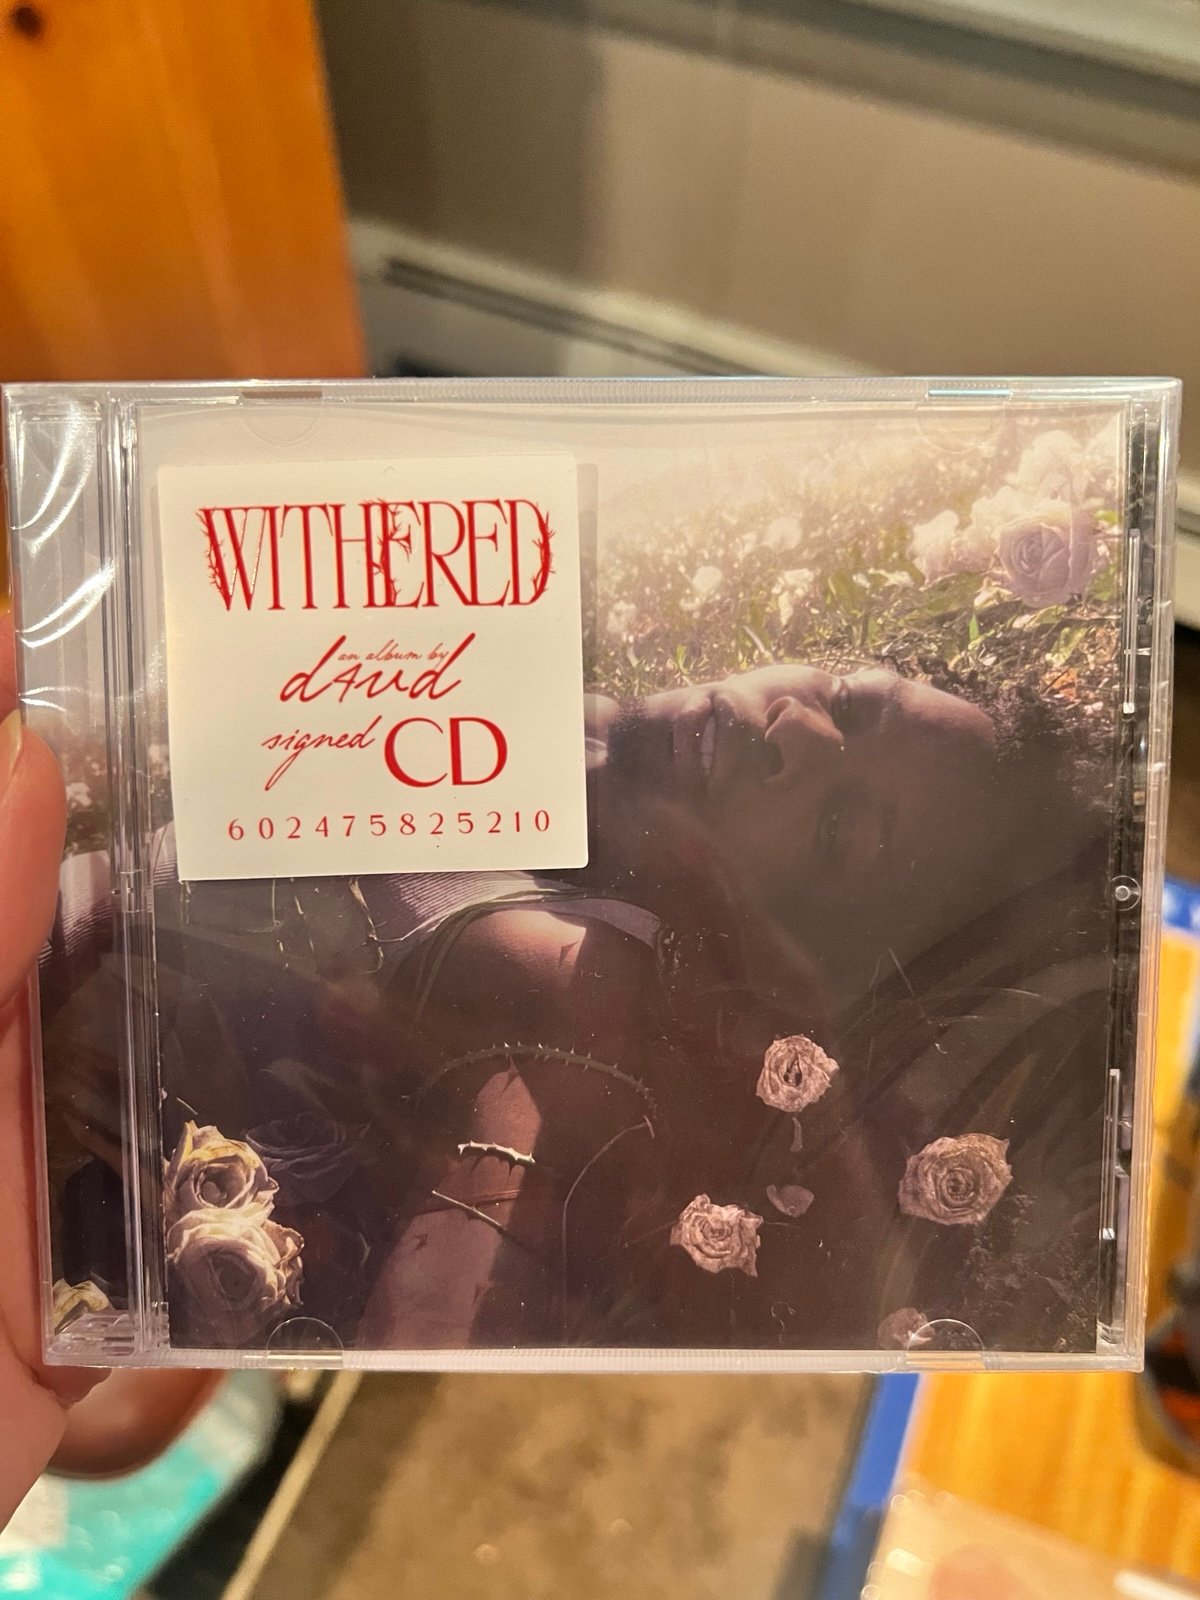 WITHERED
an album by
d4vd
signed CD
602475825210